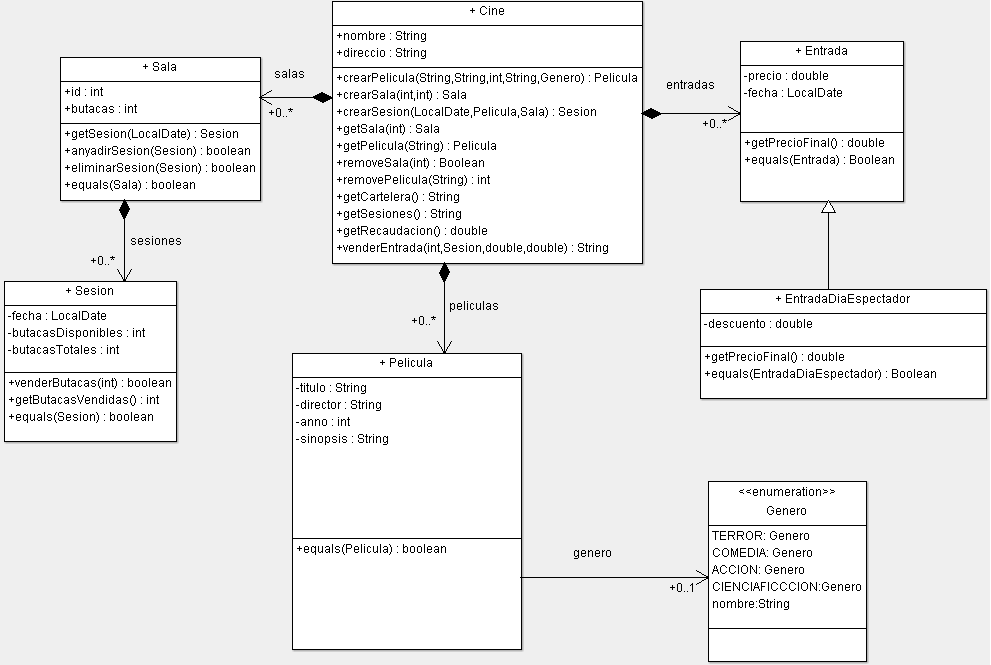 + Cine
+nombre : String
+direccio : String
+crearPelicula(String,String,int,String,Genero) : Pelicula
+crearSala(int,int) : Sala
+crearSesion(LocalDate,Pelicula,Sala) : Sesion
+getSala(int) : Sala
+getPelicula(String) : Pelicula
+removeSala(int) : Boolean
+removePelicula(String) : int
+getCartelera() : String
+getSesiones() : String
+getRecaudacion() : double
+venderEntrada(int,Sesion,double,double) : String
+ Sala
+id : int
+butacas : int
+getSesion(LocalDate) : Sesion
+anyadirSesion(Sesion) : boolean
+eliminarSesion(Sesion) : boolean
+equals(Sala) : boolean
salas
+0..*
entradas
+0..*
+ Entrada
-precio : double
-fecha : LocalDate
+getPrecioFinal() : double
+equals(Entrada) : Boolean
sesiones
+0..*
+ Sesion
-fecha : LocalDate
-butacasDisponibles : int
-butacasTotales : int
+venderButacas(int) : boolean
+getButacasVendidas() : int
+equals(Sesion) : boolean
peliculas
+0..*
+ EntradaDiaEspectador
-descuento : double
+getPrecioFinal() : double
+equals(EntradaDiaEspectador) : Boolean
+ Pelicula
-titulo : String
-director : String
-anno : int
-sinopsis : String
+equals(Pelicula) : boolean
genero
+0..1
<<enumeration>>
Genero
TERROR: Genero
COMEDIA: Genero
ACCION: Genero
CIENCIAFICCCION:Genero
nombre:String